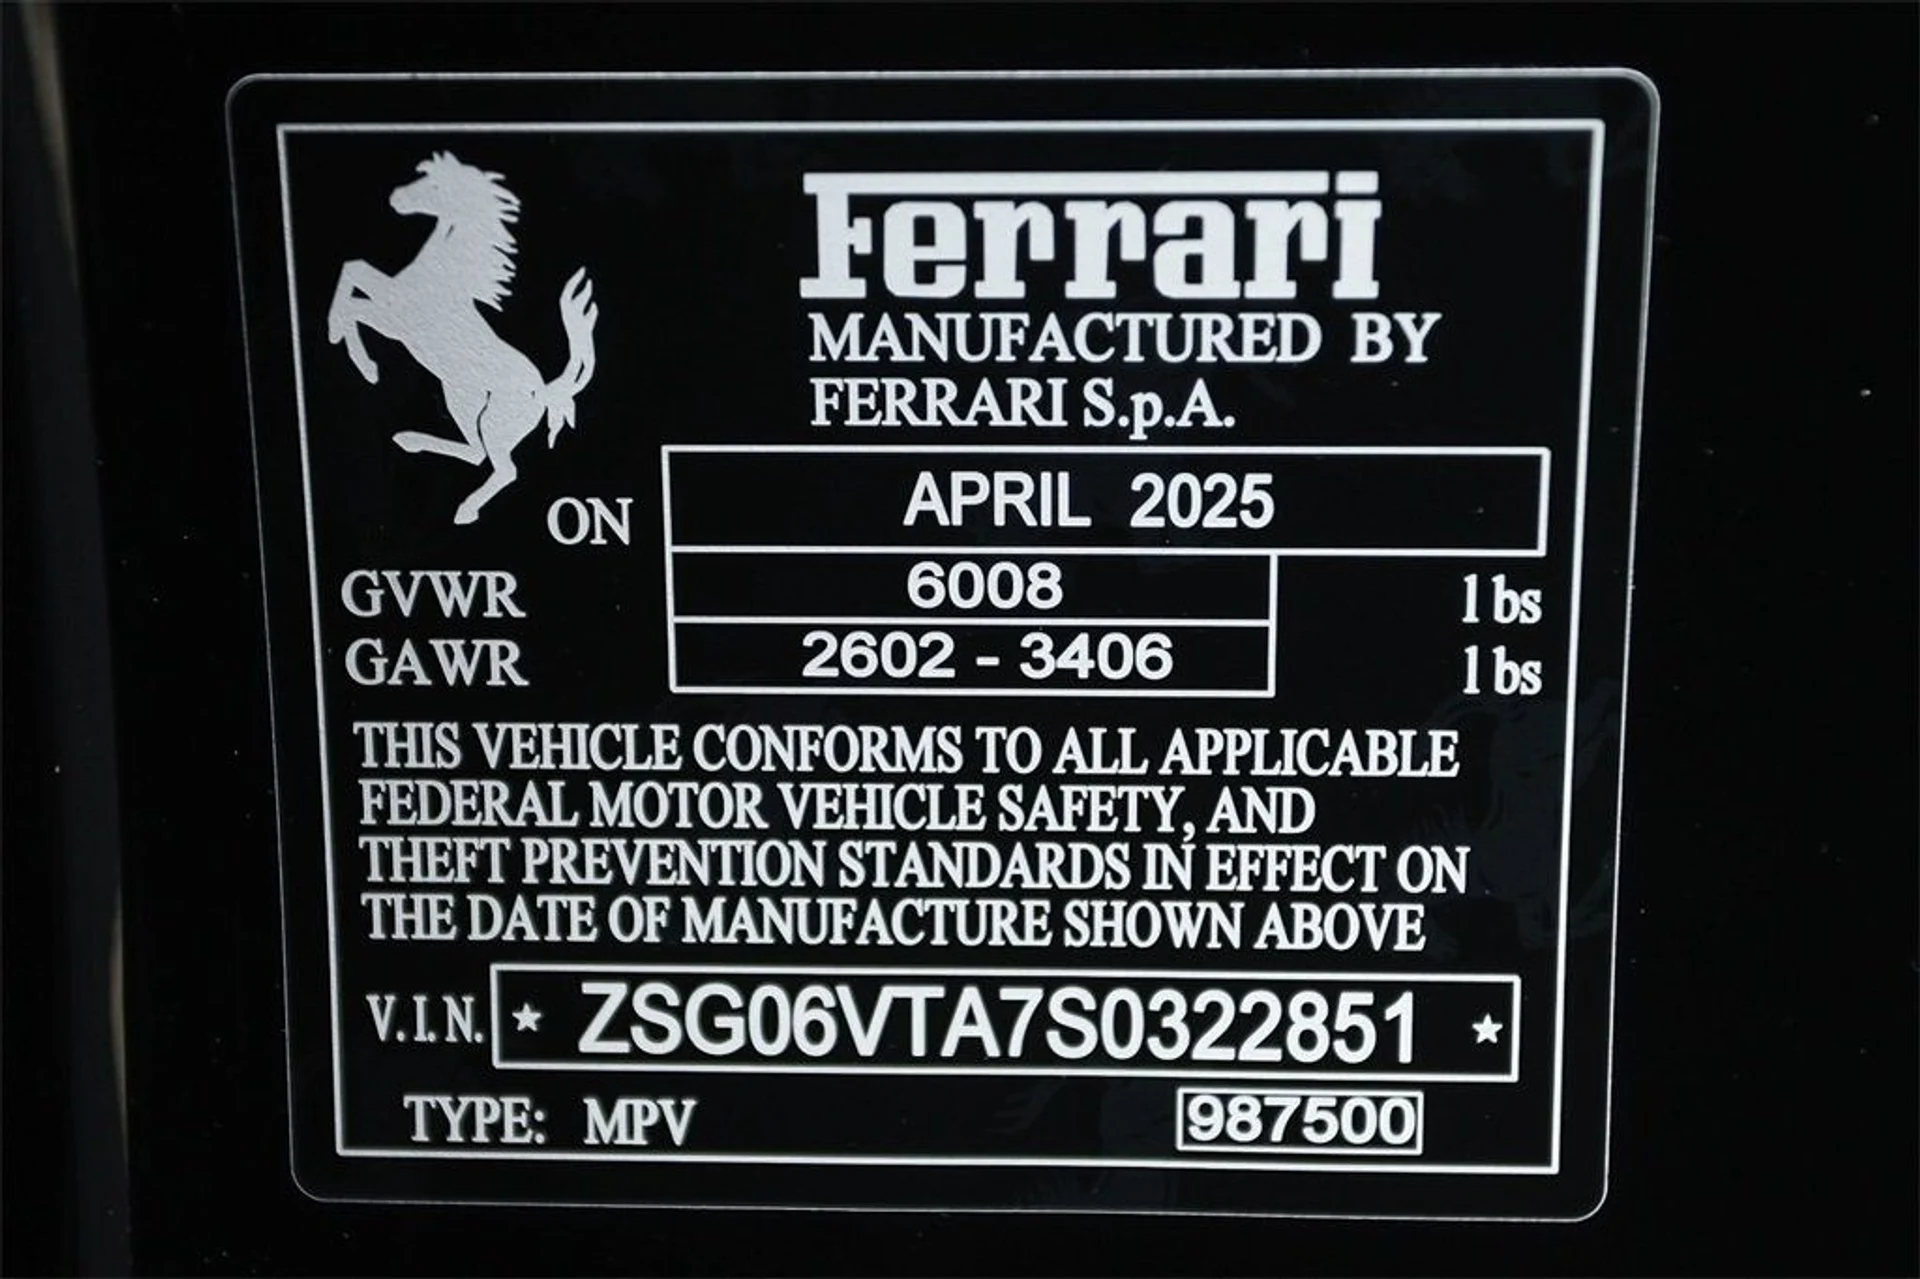 Ferrari
MANUFACTURED BY
FERRARI S.p.A.
ON APRIL 2025
GVWR 6008 lbs
GAWR 2602 - 3406 lbs
THIS VEHICLE CONFORMS TO ALL APPLICABLE
FEDERAL MOTOR VEHICLE SAFETY, AND
THEFT PREVENTION STANDARDS IN EFFECT ON
THE DATE OF MANUFACTURE SHOWN ABOVE
V.I.N. ★ ZSG06VTA7S0322851 ★
TYPE: MPV 987500